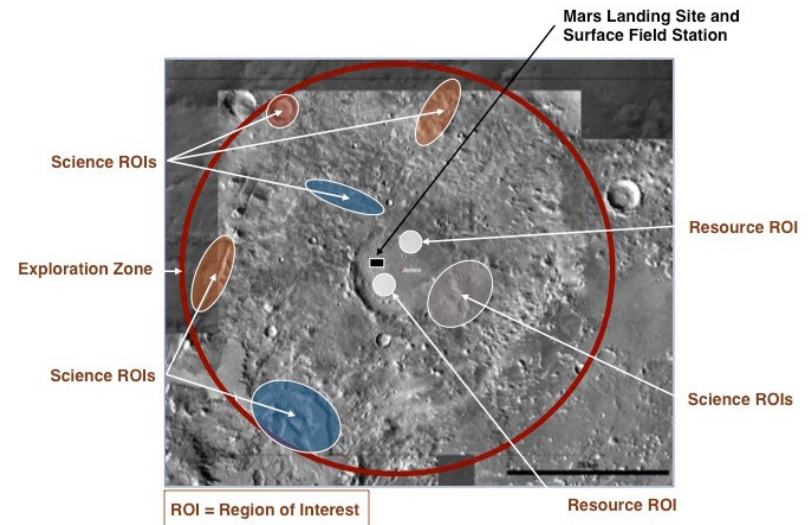 Mars Landing Site and
Surface Field Station
Science ROIs
Resource ROI
Exploration Zone
Science ROIs
Science ROIs
Resource ROI
ROI = Region of Interest